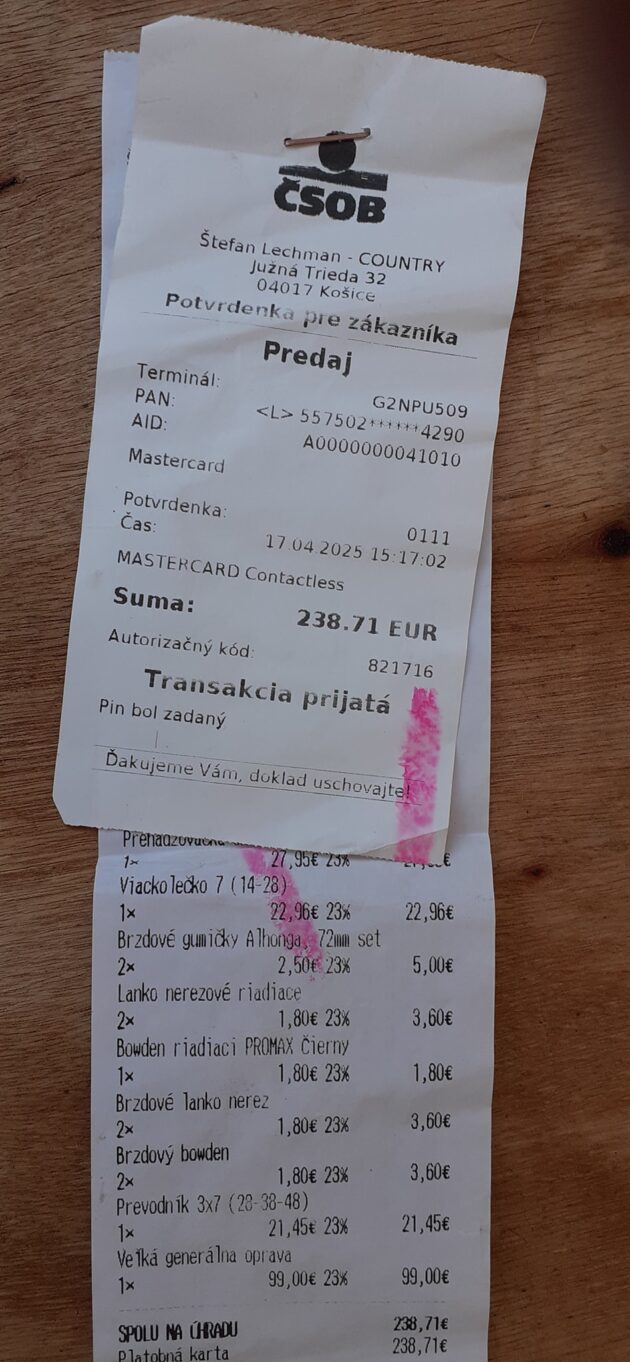 ČSOB
Štefan Lechman - COUNTRY
Južná Trieda 32
04017 Košice
Potvrdenka pre zákazníka
Predaj
Terminál: G2NPU509
PAN: <L> 557502******4290
AID: A0000000041010
Mastercard
Potvrdenka: 0111
Čas: 17.04.2025 15:17:02
MASTERCARD Contactless
Suma: 238.71 EUR
Autorizačný kód: 821716
Transakcia prijatá
Pin bol zadaný
Ďakujeme Vám, doklad uschovajte!
1× 27,95€ 23%
Viackolečko 7 (14-28)
1× 22,96€ 23% 22,96€
Brzdové gumičky Alhonga, 72mm set
2× 2,50€ 23% 5,00€
Lanko nerezové riadiace
2× 1,80€ 23% 3,60€
Bowden riadiaci PROMAX Čierny
1× 1,80€ 23% 1,80€
Brzdové lanko nerez
2× 1,80€ 23% 3,60€
Brzdový bowden
2× 1,80€ 23% 3,60€
Prevodník 3x7 (28-38-48)
1× 21,45€ 23% 21,45€
Veľká generálna oprava
1× 99,00€ 23% 99,00€
SPOLU NA ÚHRADU 238,71€
Platobná karta 238,71€